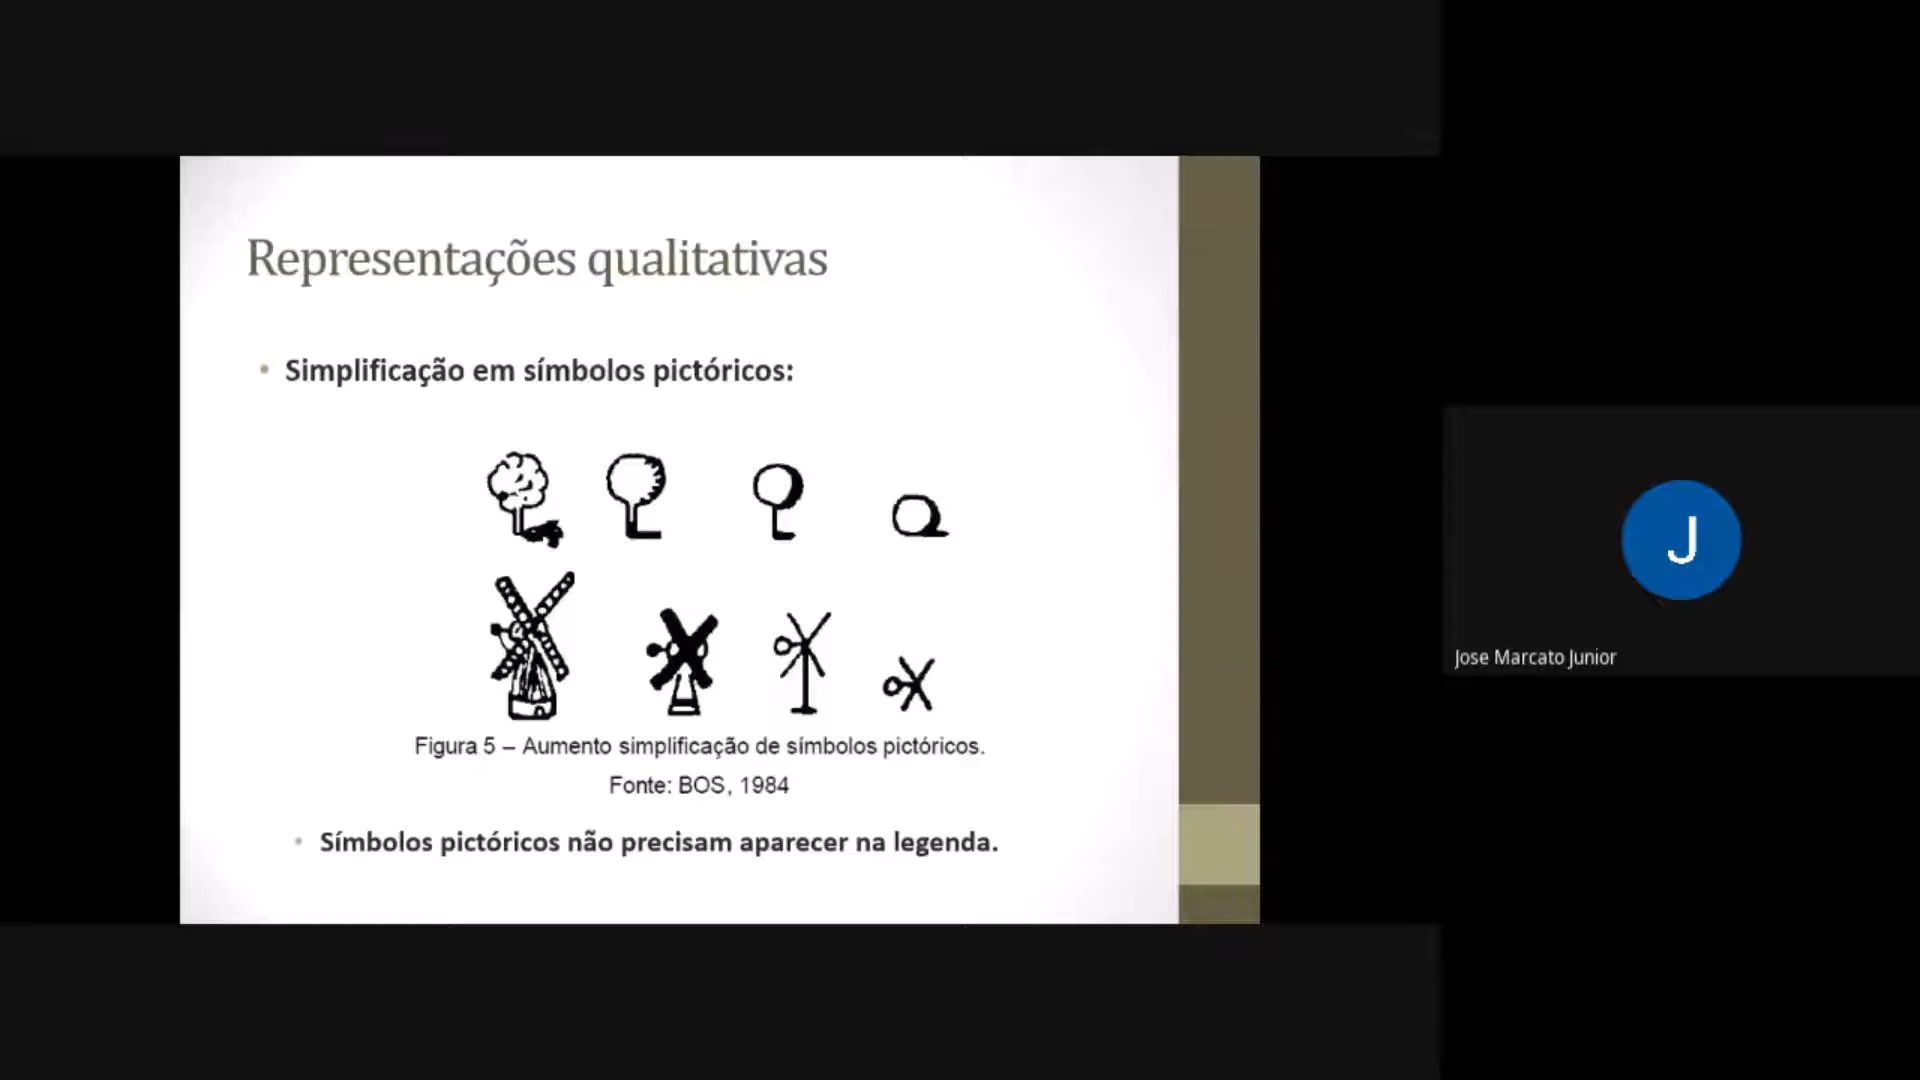 Representações qualitativas
• Simplificação em símbolos pictóricos:
Figura 5 – Aumento simplificação de símbolos pictóricos.
Fonte: BOS, 1984
• Símbolos pictóricos não precisam aparecer na legenda.
J
Jose Marcato Junior